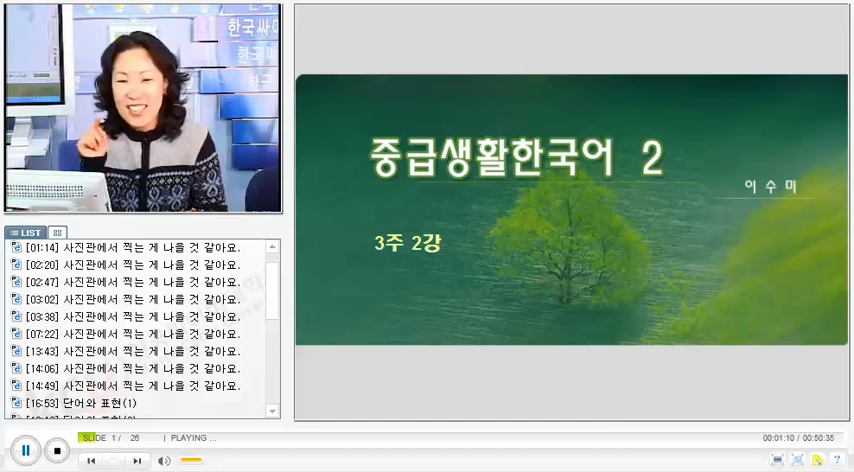 한국싸이
한국
중급생활한국어 2
이 수 미
3주 2강
LIST
[01:14] 사진관에서 찍는 게 나을 것 같아요.
[02:20] 사진관에서 찍는 게 나을 것 같아요.
[02:47] 사진관에서 찍는 게 나을 것 같아요.
[03:02] 사진관에서 찍는 게 나을 것 같아요.
[03:38] 사진관에서 찍는 게 나을 것 같아요.
[07:22] 사진관에서 찍는 게 나을 것 같아요.
[13:43] 사진관에서 찍는 게 나을 것 같아요.
[14:06] 사진관에서 찍는 게 나을 것 같아요.
[14:49] 사진관에서 찍는 게 나을 것 같아요.
[16:53] 단어와 표현(1)
SLIDE 1 / 26 | PLAYING ...
00:01:10 / 00:50:35